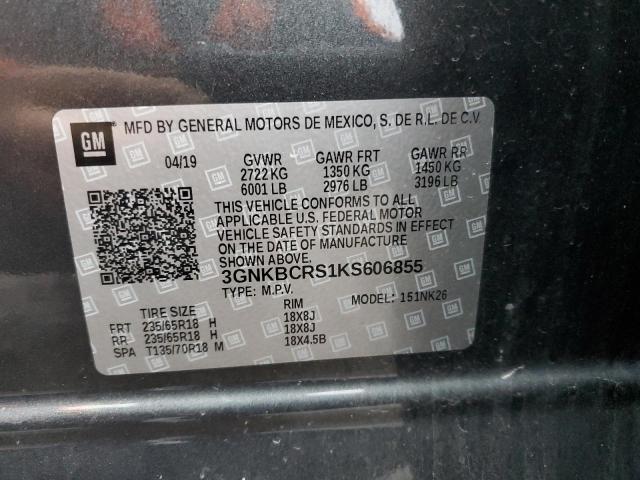 GM
MFD BY GENERAL MOTORS DE MEXICO, S. DE R.L. DE C.V
04/19 GVWR GAWR FRT GAWR RR
2722 KG 1350 KG 1450 KG
6001 LB 2976 LB 3196 LB
THIS VEHICLE CONFORMS TO ALL
APPLICABLE U.S. FEDERAL MOTOR
VEHICLE SAFETY STANDARDS IN EFFECT
ON THE DATE OF MANUFACTURE
SHOWN ABOVE.
3GNKBCRS1KS606855
TYPE: M.P.V. MODEL: 151NK26
TIRE SIZE RIM
FRT 235/65R18 H 18X8J
RR 235/65R18 H 18X8J
SPA T135/70R18 M 18X4.5B